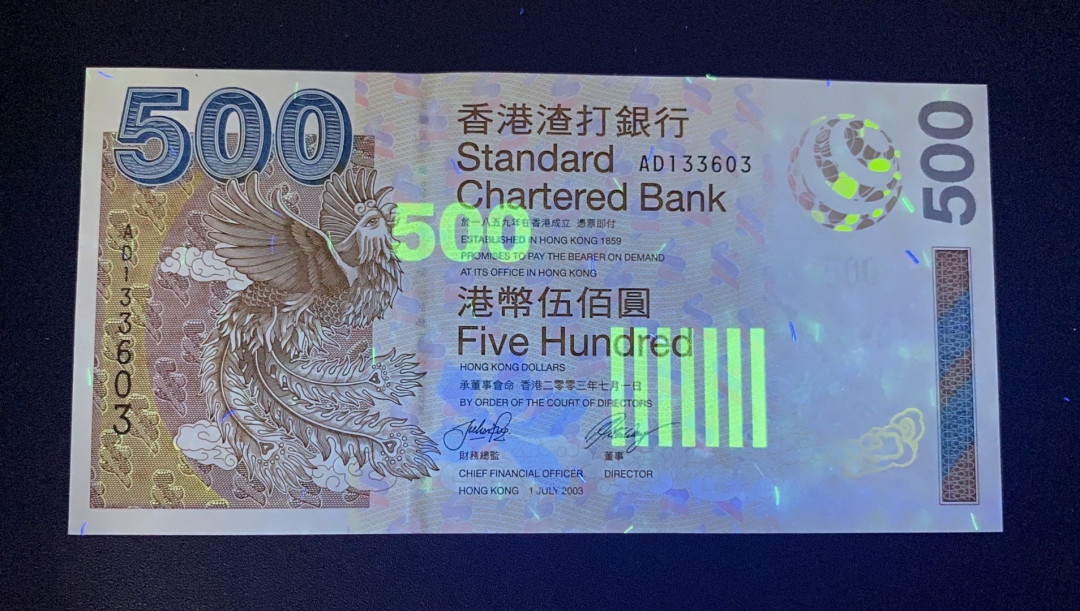 500
香港渣打銀行
Standard
Chartered Bank
AD133603
500
於一八五九年在香港成立 憑票即付
ESTABLISHED IN HONG KONG 1859
PROMISES TO PAY THE BEARER ON DEMAND
AT ITS OFFICE IN HONG KONG
500
AD133603
港幣伍佰圓
Five Hundred
HONG KONG DOLLARS
承董事會命 香港二零零三年七月一日
BY ORDER OF THE COURT OF DIRECTORS
財務總監 董事
CHIEF FINANCIAL OFFICER DIRECTOR
HONG KONG 1 JULY 2003